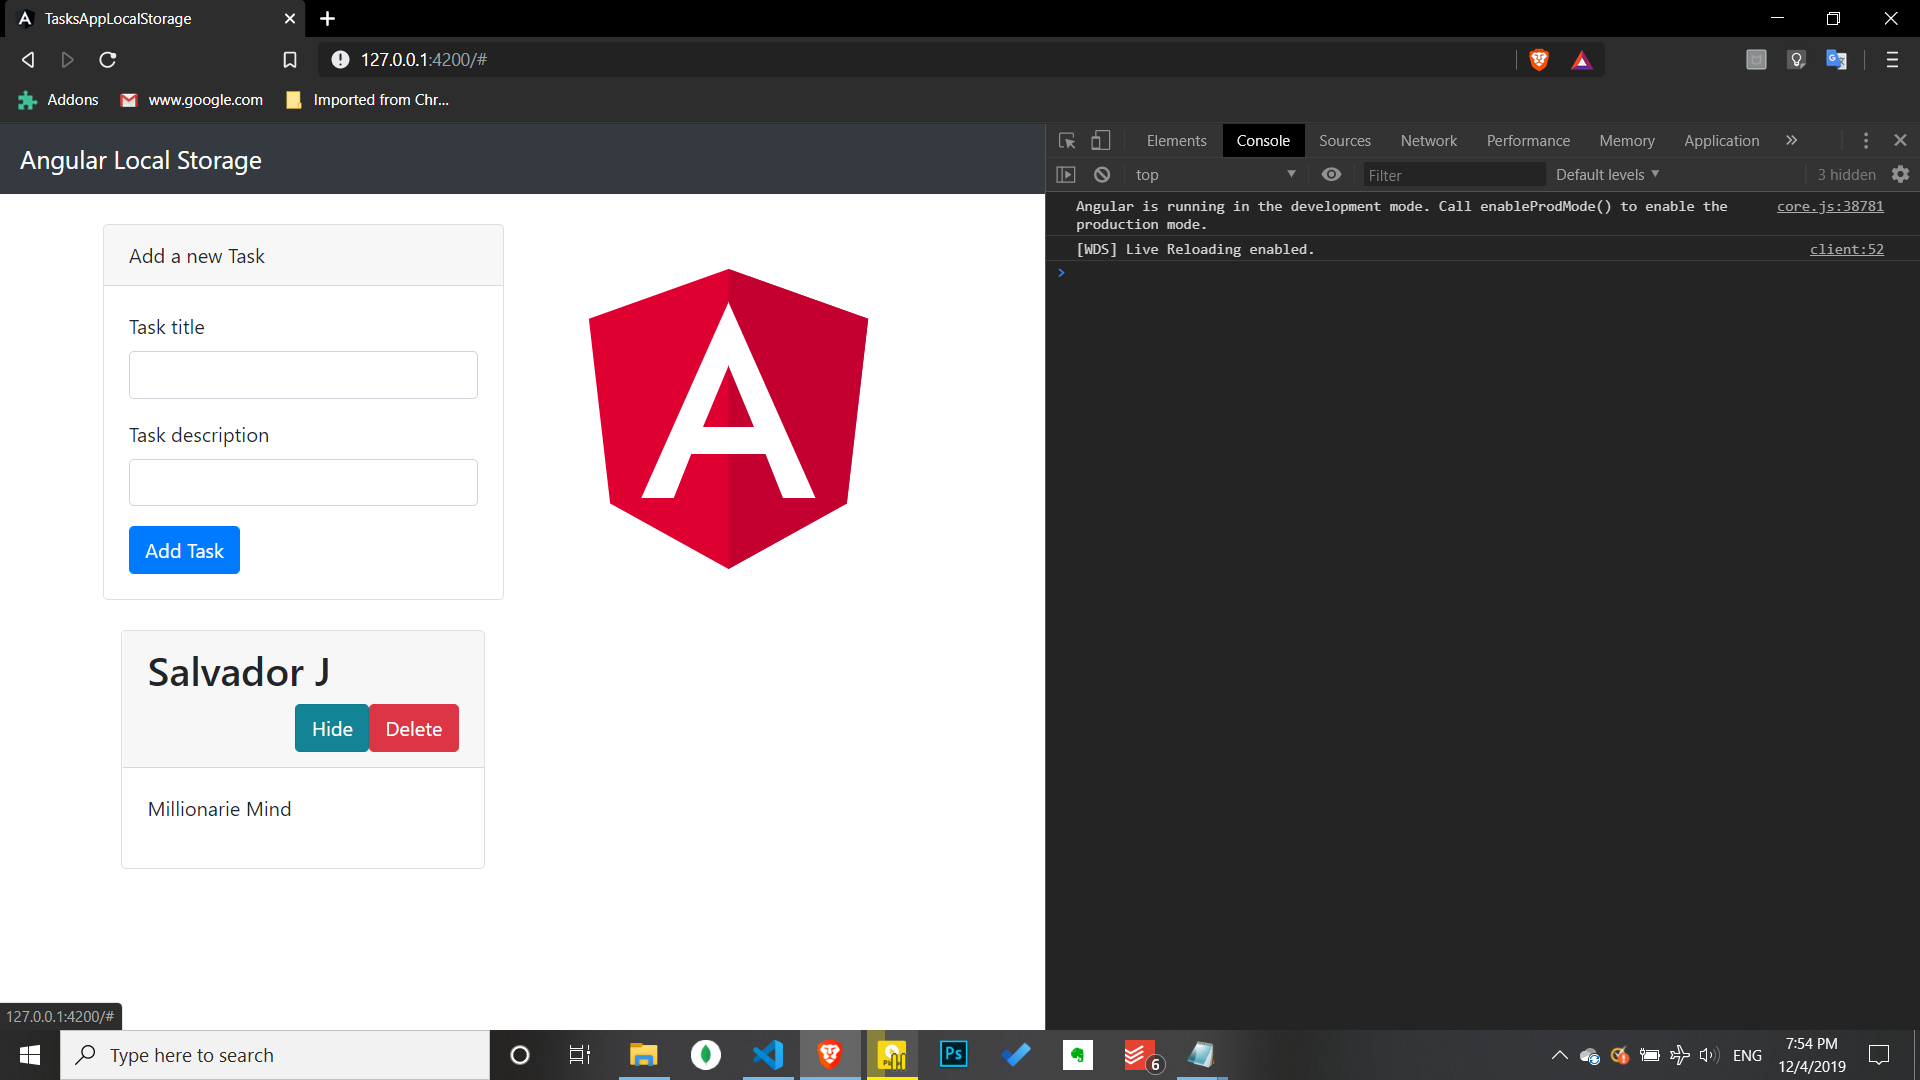 TasksAppLocalStorage
127.0.0.1:4200/#
Addons
www.google.com
Imported from Chr...
Angular Local Storage
Add a new Task
Task title
Task description
Add Task
Salvador J
Hide
Delete
Millionarie Mind
127.0.0.1:4200/#
Elements
Console
Sources
Network
Performance
Memory
Application
top
Filter
Default levels
3 hidden
Angular is running in the development mode. Call enableProdMode() to enable the
production mode.
core.js:38781
[WDS] Live Reloading enabled.
client:52
Type here to search
Ps
6
ENG
7:54 PM
12/4/2019